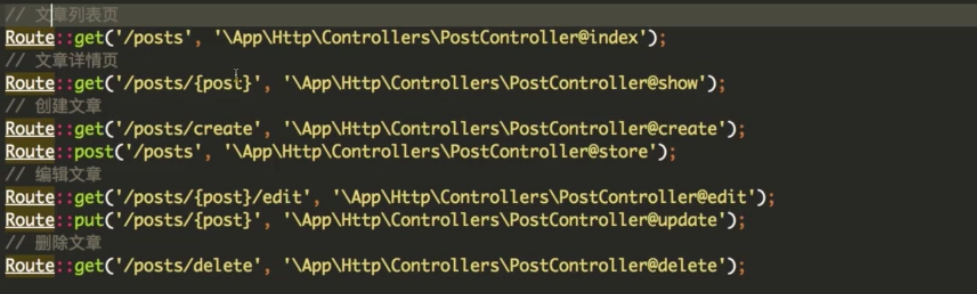 // 文章列表页
Route::get('/posts', '\App\Http\Controllers\PostController@index');
// 文章详情页
Route::get('/posts/{post}', '\App\Http\Controllers\PostController@show');
// 创建文章
Route::get('/posts/create', '\App\Http\Controllers\PostController@create');
Route::post('/posts', '\App\Http\Controllers\PostController@store');
// 编辑文章
Route::get('/posts/{post}/edit', '\App\Http\Controllers\PostController@edit');
Route::put('/posts/{post}', '\App\Http\Controllers\PostController@update');
// 删除文章
Route::get('/posts/delete', '\App\Http\Controllers\PostController@delete');